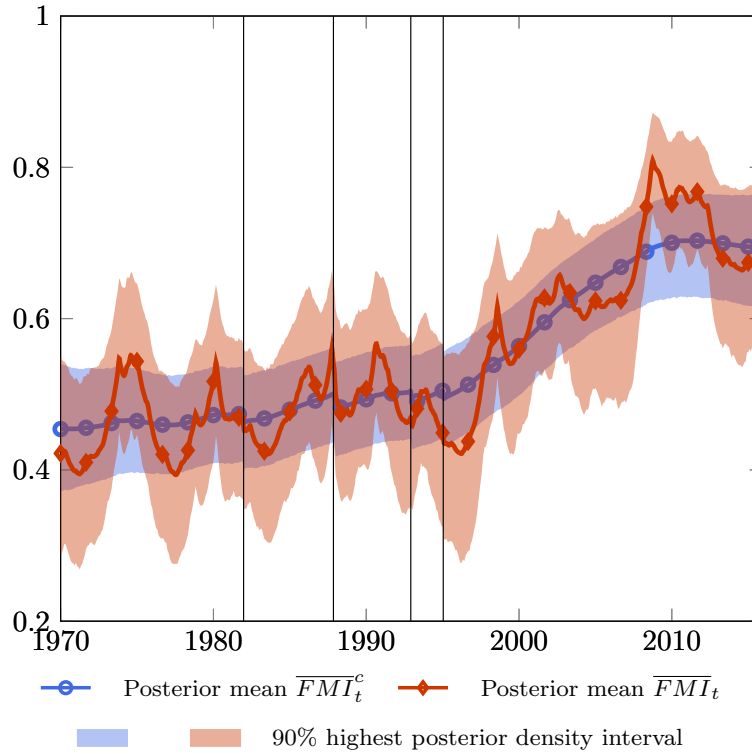 1
0.8
0.6
0.4
0.2
1970 1980 1990 2000 2010
Posterior mean $\overline{FMI}_t^c$ Posterior mean $\overline{FMI}_t$
90% highest posterior density interval